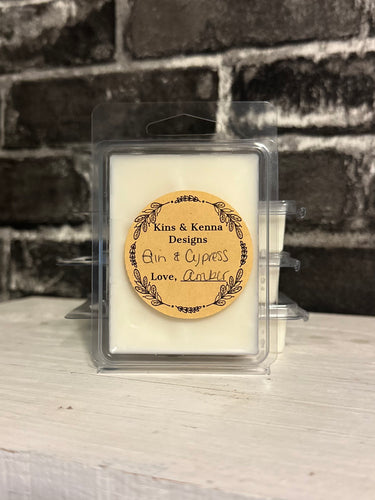 Kins & Kenna
Designs
Gin & Cypress
Love, Amber